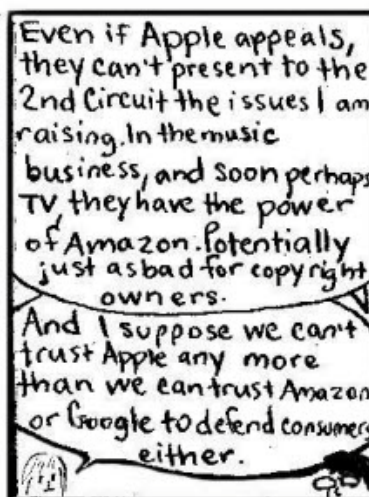 Even if Apple appeals,
they can't present to the
2nd Circuit the issues I am
raising. In the music
business, and soon perhaps
TV, they have the power
of Amazon. Potentially
just as bad for copyright
owners.
And I suppose we can't
trust Apple any more
than we can trust Amazon
or Google to defend consumers
either.